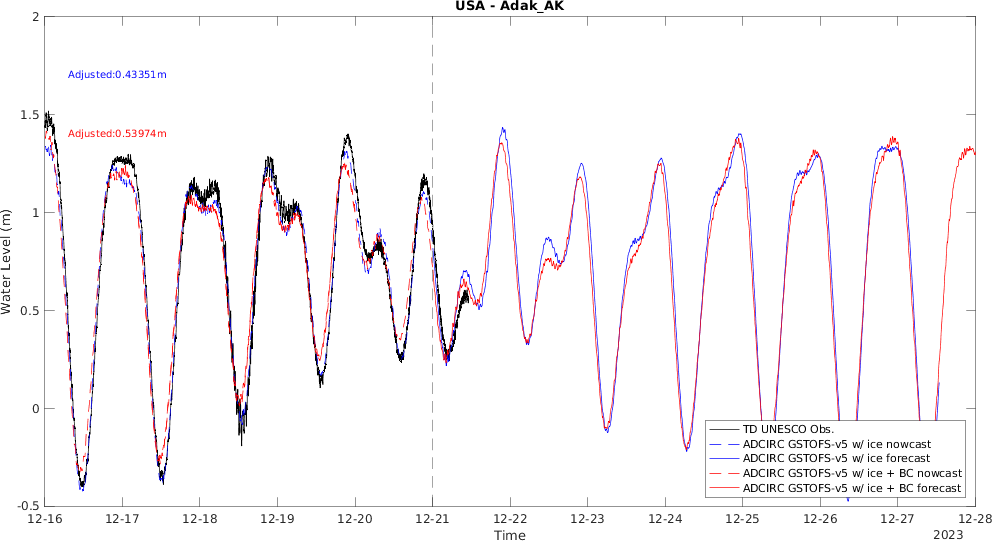 USA - Adak_AK
Adjusted:0.43351m
Adjusted:0.53974m
Water Level (m)
2
1.5
1
0.5
0
-0.5
12-16 12-17 12-18 12-19 12-20 12-21 12-22 12-23 12-24 12-25 12-26 12-27 12-28
Time
2023
TD UNESCO Obs.
ADCIRC GSTOFS-v5 w/ ice nowcast
ADCIRC GSTOFS-v5 w/ ice forecast
ADCIRC GSTOFS-v5 w/ ice + BC nowcast
ADCIRC GSTOFS-v5 w/ ice + BC forecast